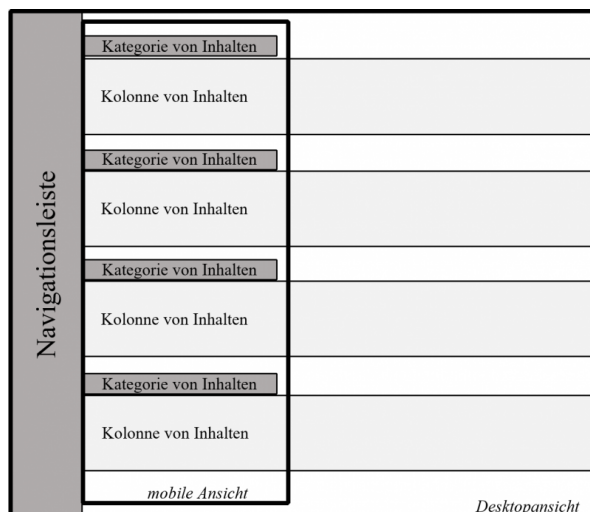 Navigationsleiste
Kategorie von Inhalten
Kolonne von Inhalten
Kategorie von Inhalten
Kolonne von Inhalten
Kategorie von Inhalten
Kolonne von Inhalten
Kategorie von Inhalten
Kolonne von Inhalten
mobile Ansicht
Desktopansicht